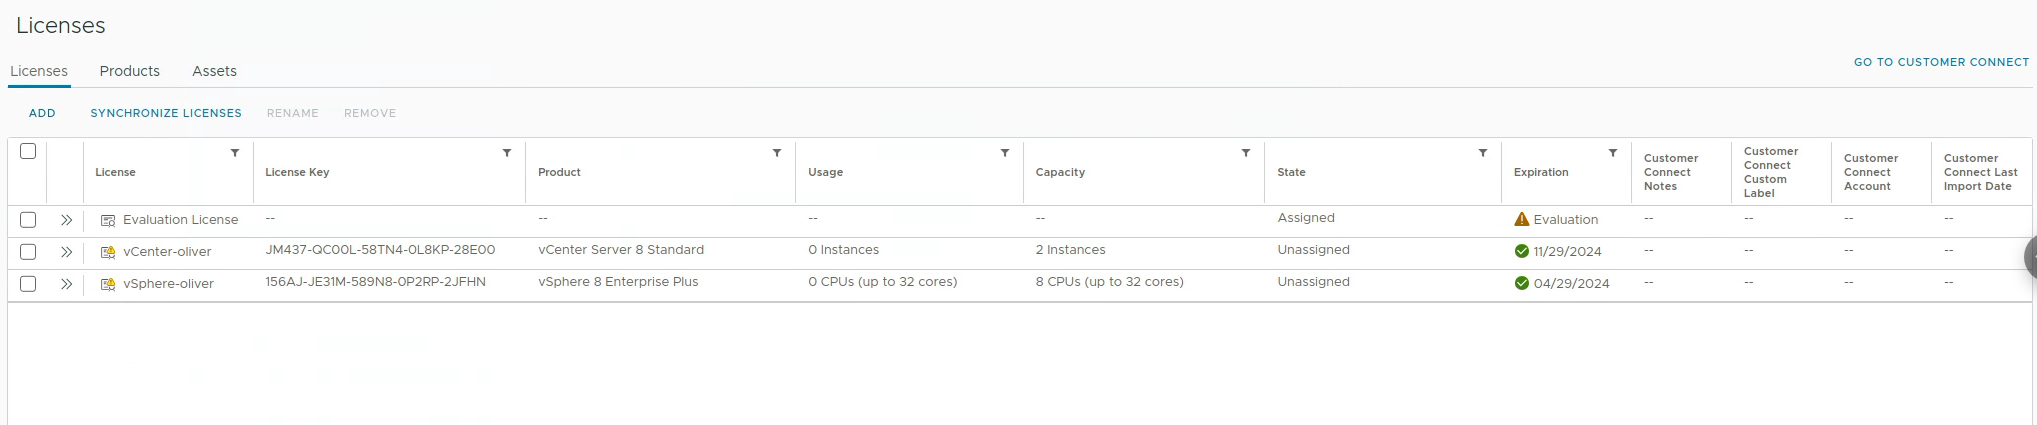 Licenses
Licenses Products Assets
GO TO CUSTOMER CONNECT
ADD SYNCHRONIZE LICENSES RENAME REMOVE
License License Key Product Usage Capacity State Expiration Customer Connect Notes Customer Connect Custom Label Customer Connect Account Customer Connect Last Import Date
Evaluation License -- -- -- -- Assigned Evaluation -- -- -- --
vCenter-oliver JM437-QC00L-58TN4-0L8KP-28E00 vCenter Server 8 Standard 0 Instances 2 Instances Unassigned 11/29/2024 -- -- -- --
vSphere-oliver 156AJ-JE31M-589N8-0P2RP-2JFHN vSphere 8 Enterprise Plus 0 CPUs (up to 32 cores) 8 CPUs (up to 32 cores) Unassigned 04/29/2024 -- -- -- --